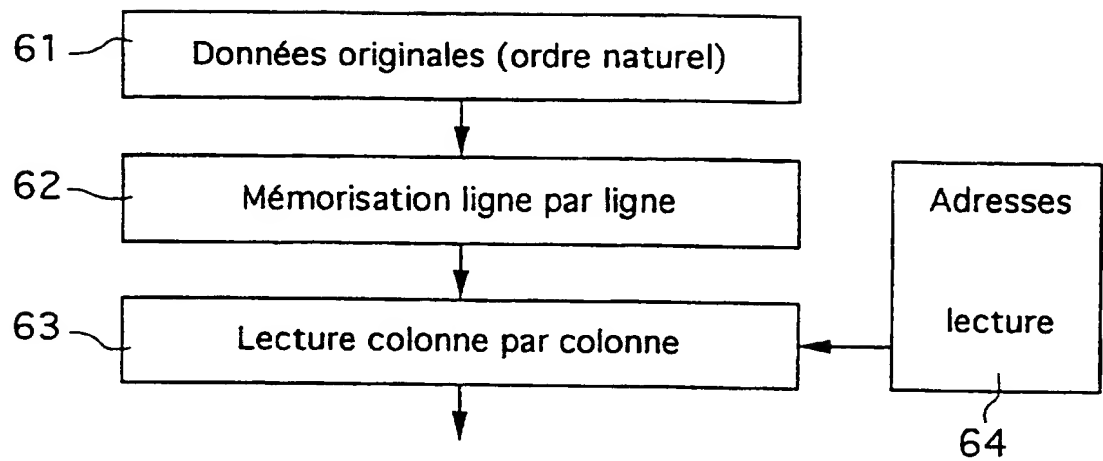 61
Données originales (ordre naturel)
62
Mémorisation ligne par ligne
63
Lecture colonne par colonne
Adresses
lecture
64